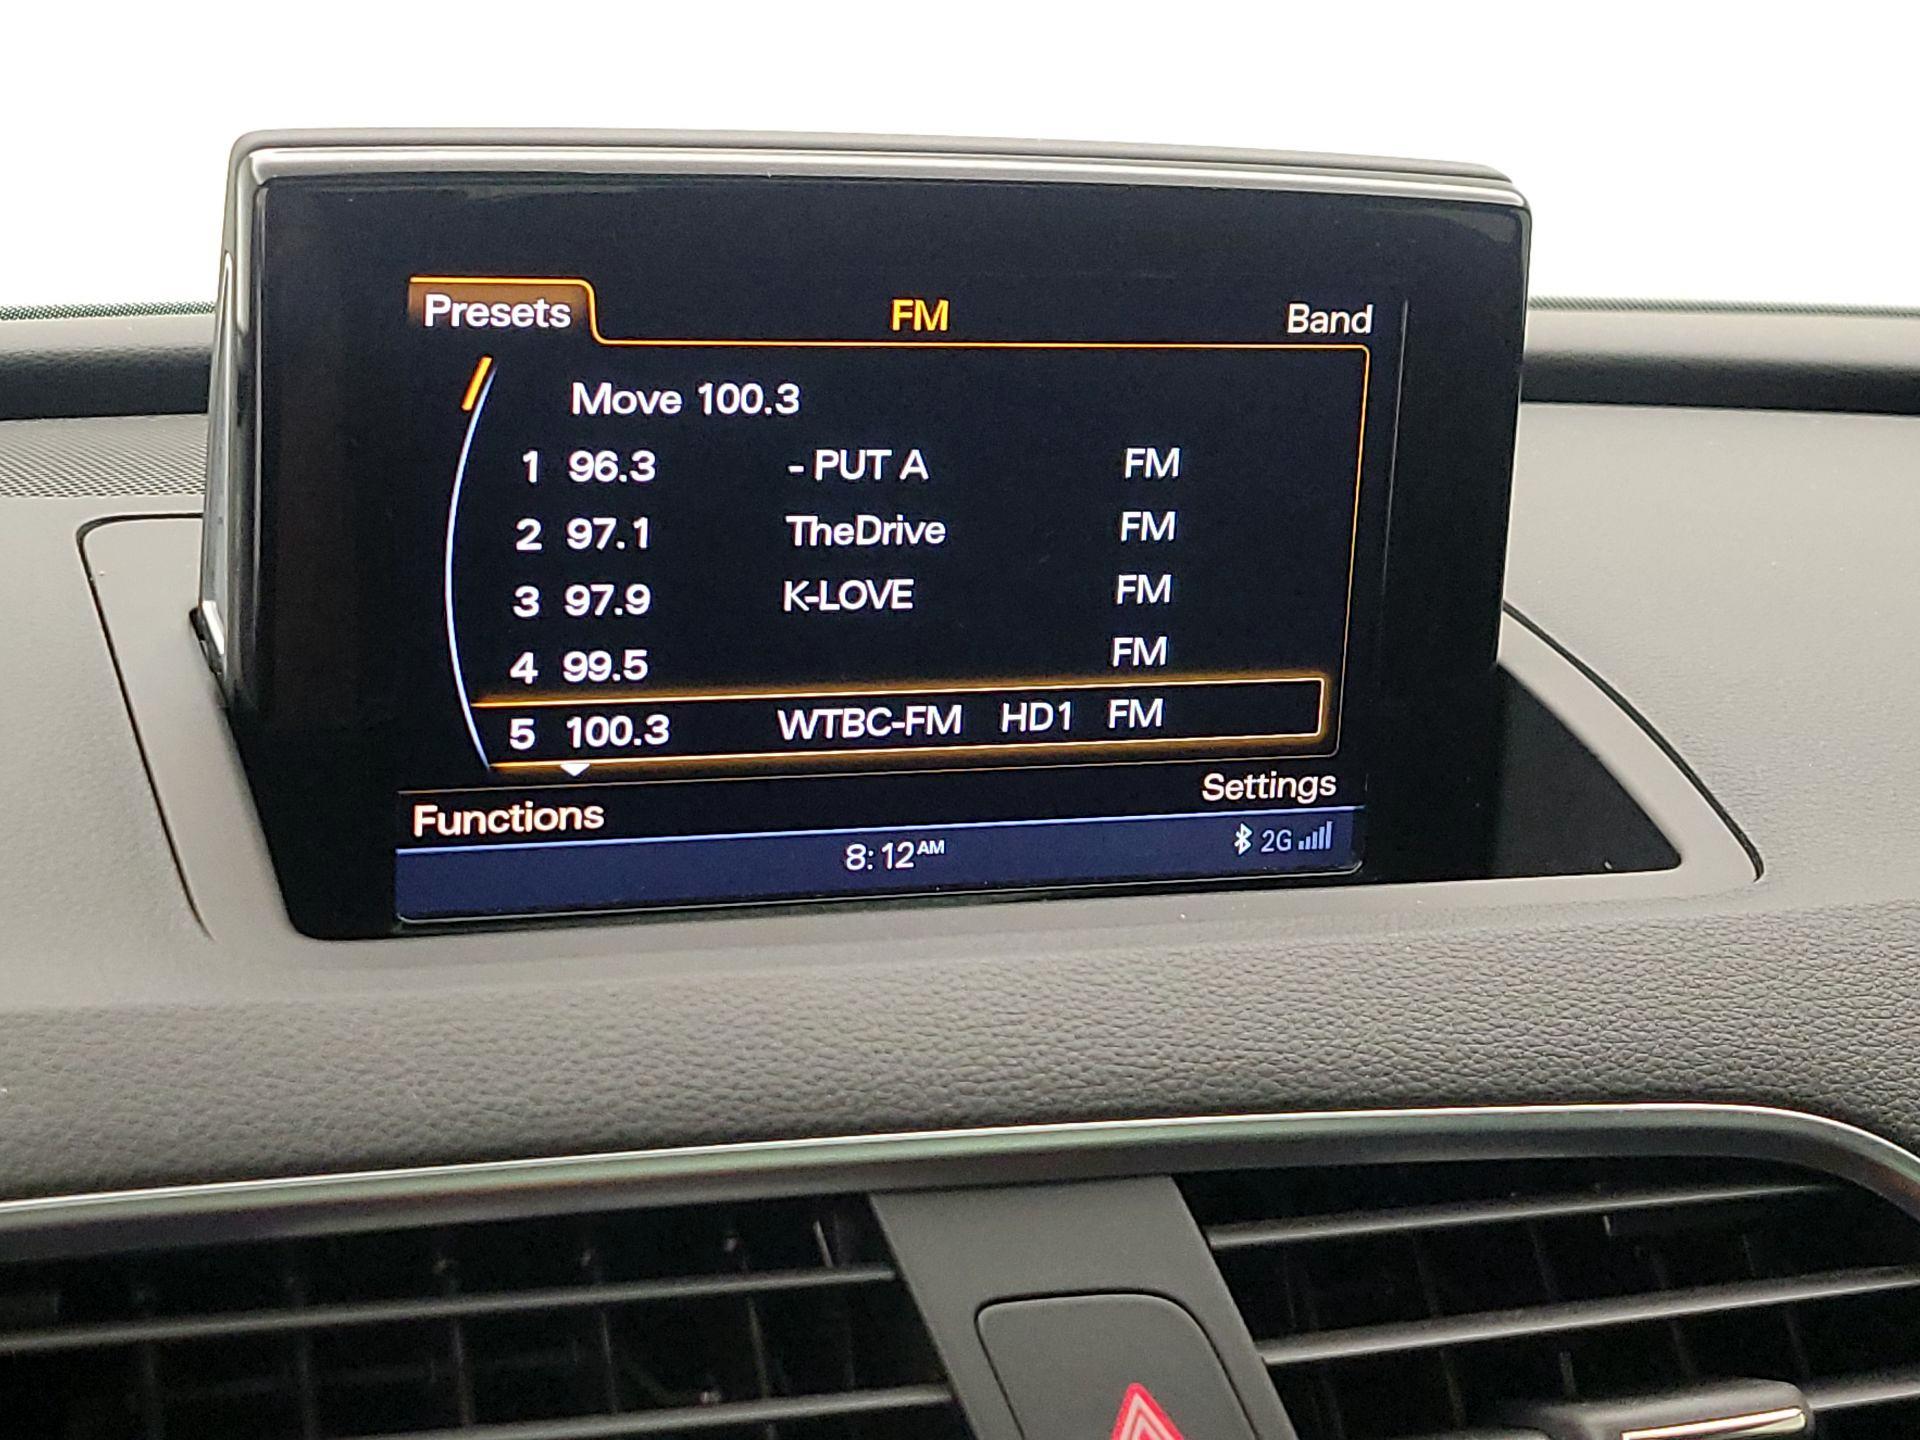 Presets FM Band
Move 100.3
1 96.3 - PUT A FM
2 97.1 TheDrive FM
3 97.9 K-LOVE FM
4 99.5 FM
5 100.3 WTBC-FM HD1 FM
Functions Settings
8:12AM 2G